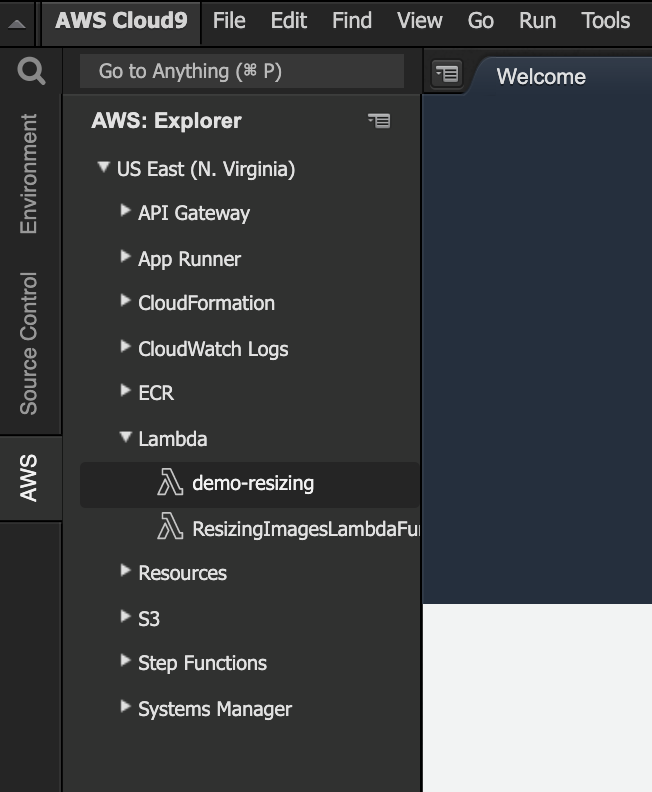 AWS Cloud9 File Edit Find View Go Run Tools
Go to Anything (⌘ P)
Welcome
Environment
Source Control
AWS
AWS: Explorer
US East (N. Virginia)
API Gateway
App Runner
CloudFormation
CloudWatch Logs
ECR
Lambda
demo-resizing
ResizingImagesLambdaFu
Resources
S3
Step Functions
Systems Manager